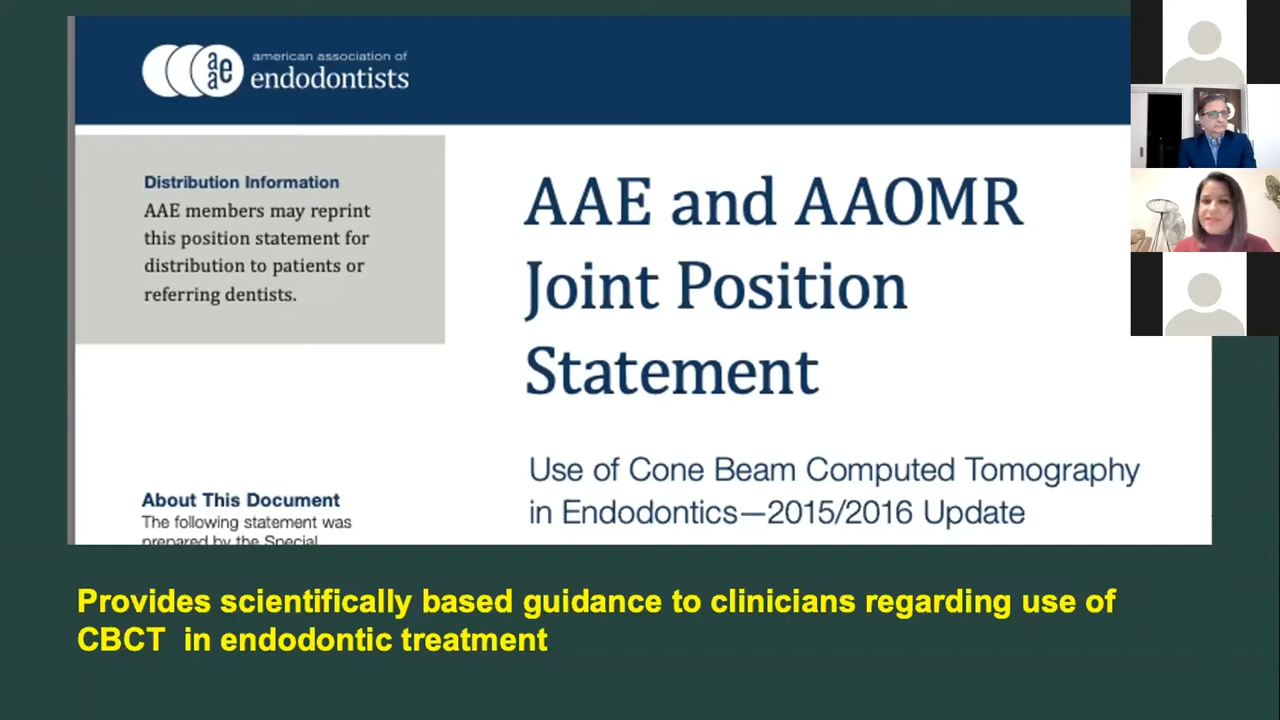 american association of
endodontists
aae
Distribution Information
AAE members may reprint
this position statement for
distribution to patients or
referring dentists.
AAE and AAOMR
Joint Position
Statement
Use of Cone Beam Computed Tomography
in Endodontics—2015/2016 Update
About This Document
The following statement was
prepared by the Special
Provides scientifically based guidance to clinicians regarding use of
CBCT  in endodontic treatment